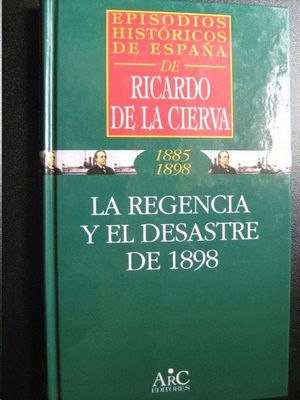 EPISODIOS
HISTÓRICOS
DE ESPAÑA
DE
RICARDO
DE LA CIERVA
1885
1898
LA REGENCIA
Y EL DESASTRE
DE 1898
ARC
EDITORES